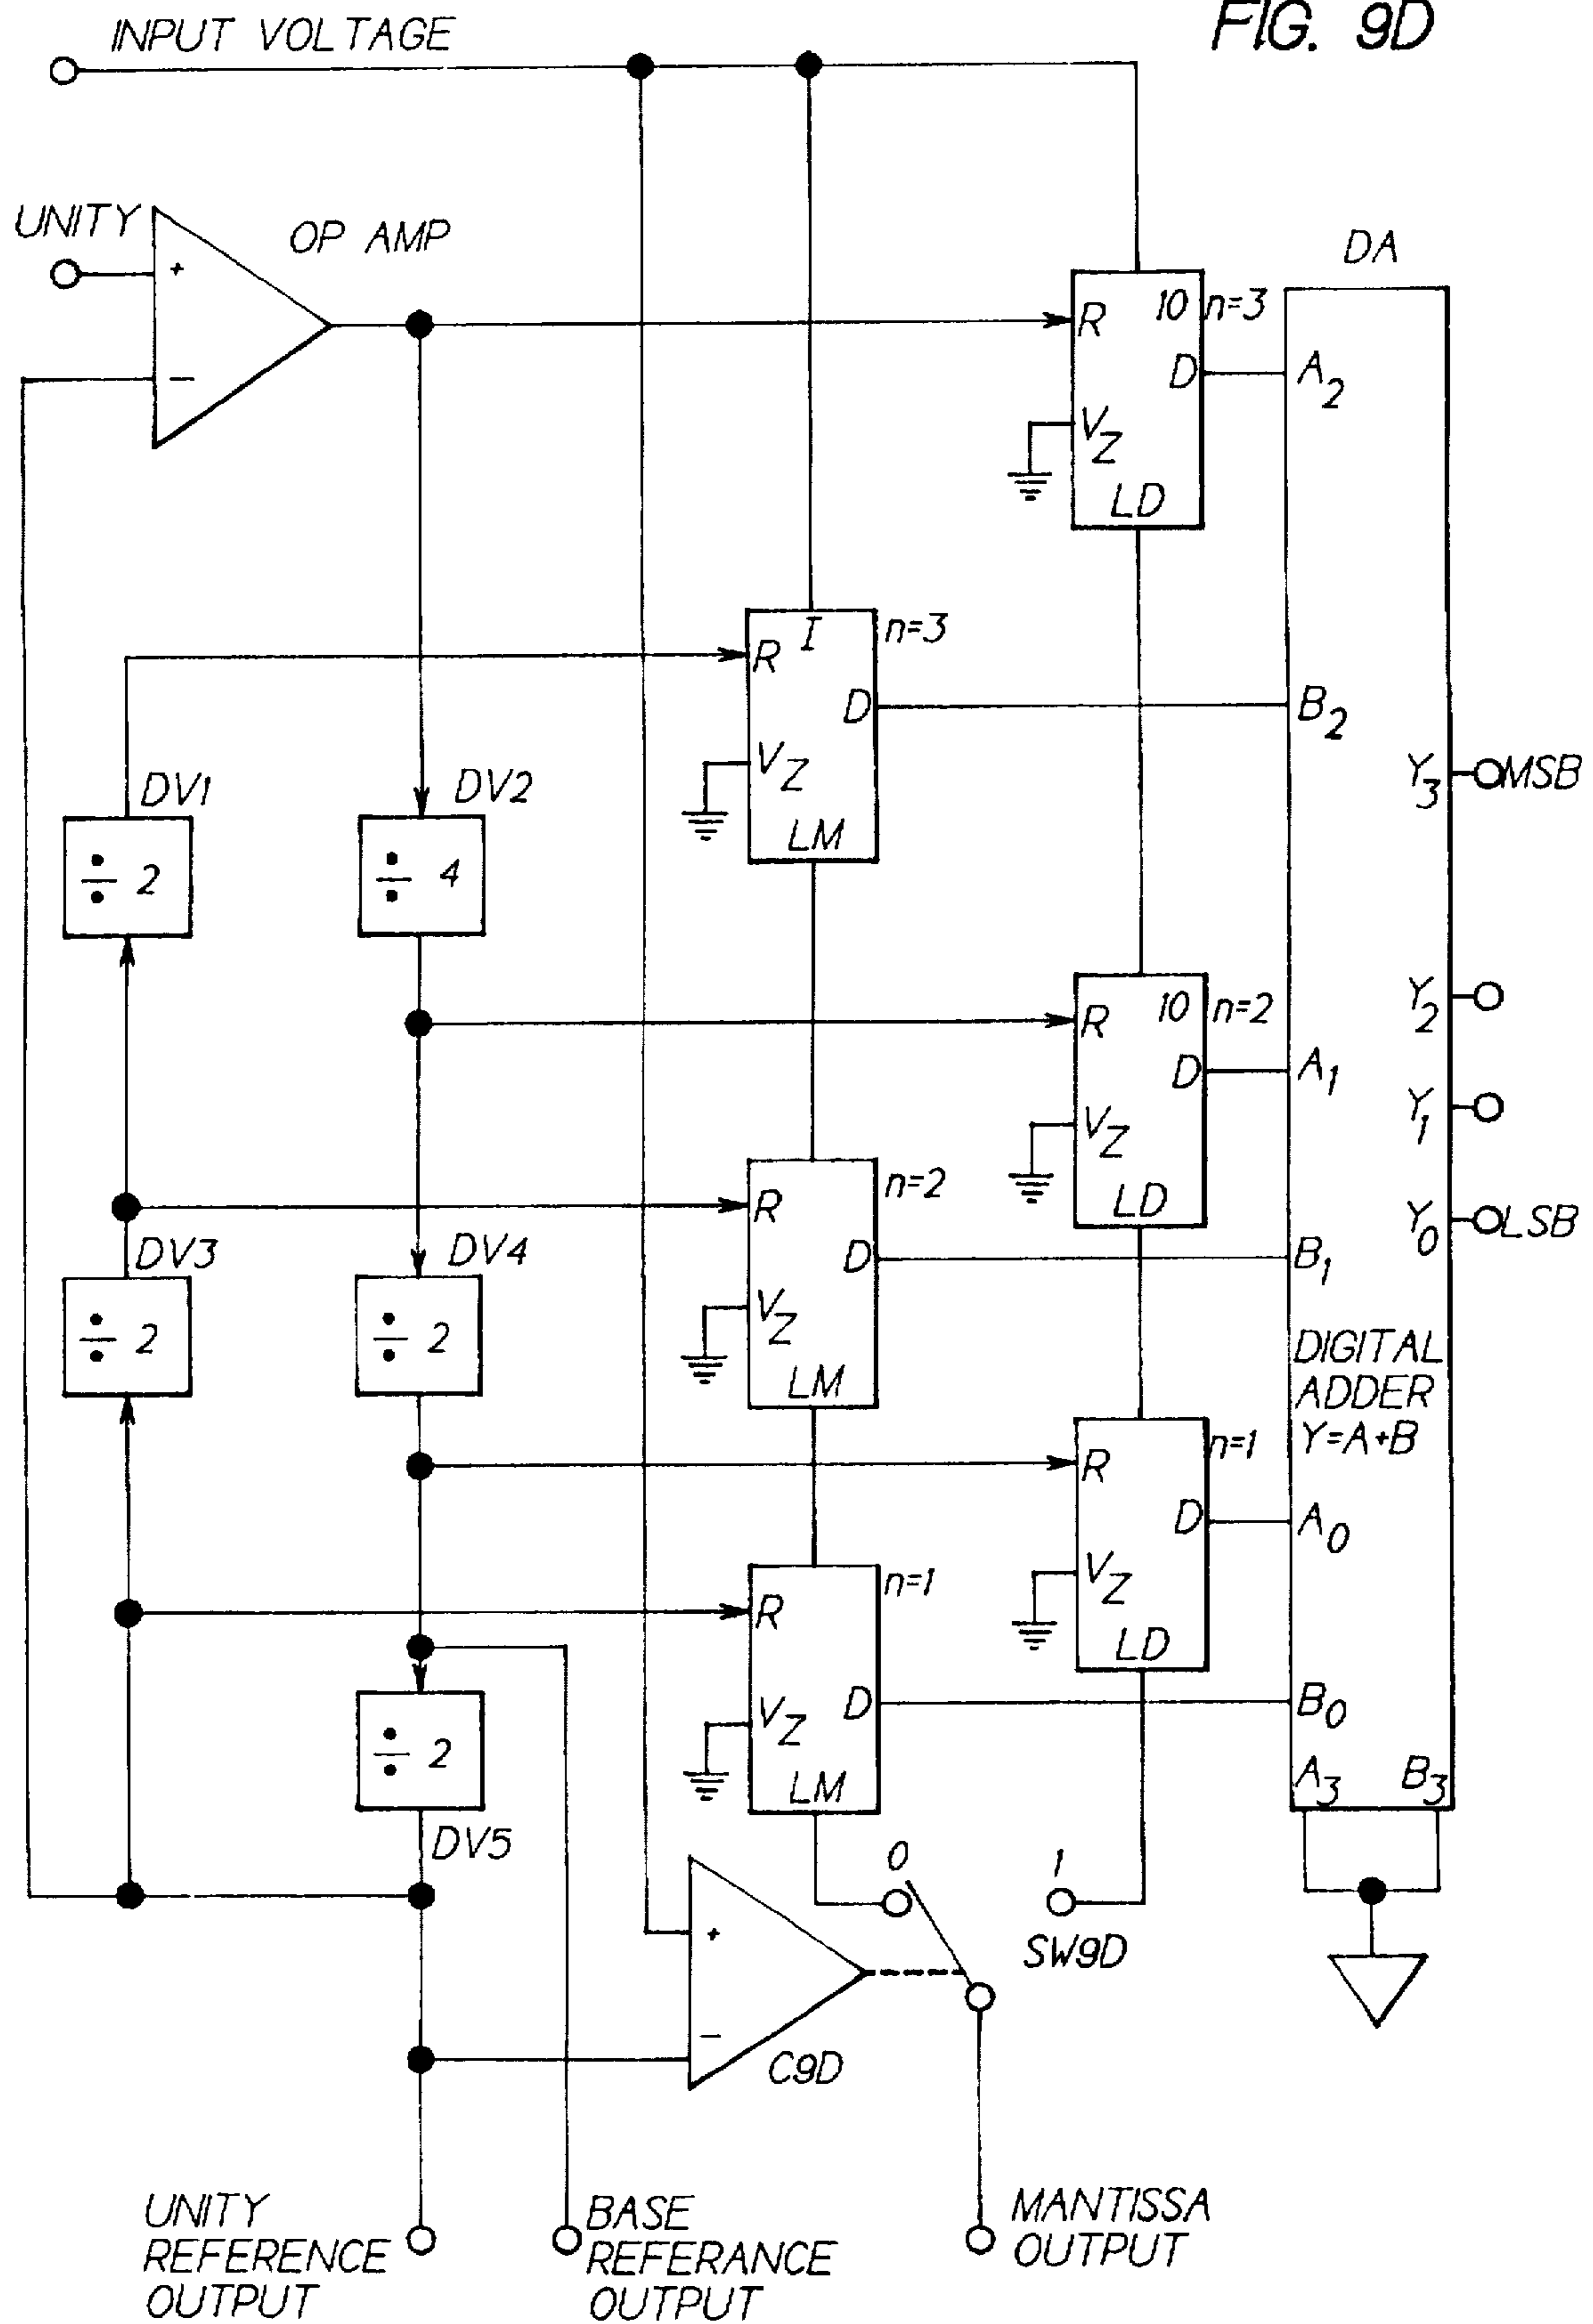 FIG. 9D
INPUT VOLTAGE
UNITY
OP AMP
+
−
DA
R
10
n=3
D
VZ
LD
A2
R
I
n=3
D
VZ
LM
B2
Y3
MSB
DV1
÷ 2
DV2
÷ 4
R
10
n=2
D
VZ
LD
A1
Y2
Y1
Y0
LSB
R
n=2
D
VZ
LM
B1
DV3
÷ 2
DV4
÷ 2
DIGITAL
ADDER
Y=A+B
R
n=1
D
VZ
LD
A0
R
n=1
D
VZ
LM
B0
A3
B3
÷ 2
DV5
0
1
SW9D
+
−
C9D
UNITY
REFERENCE
OUTPUT
BASE
REFERANCE
OUTPUT
MANTISSA
OUTPUT